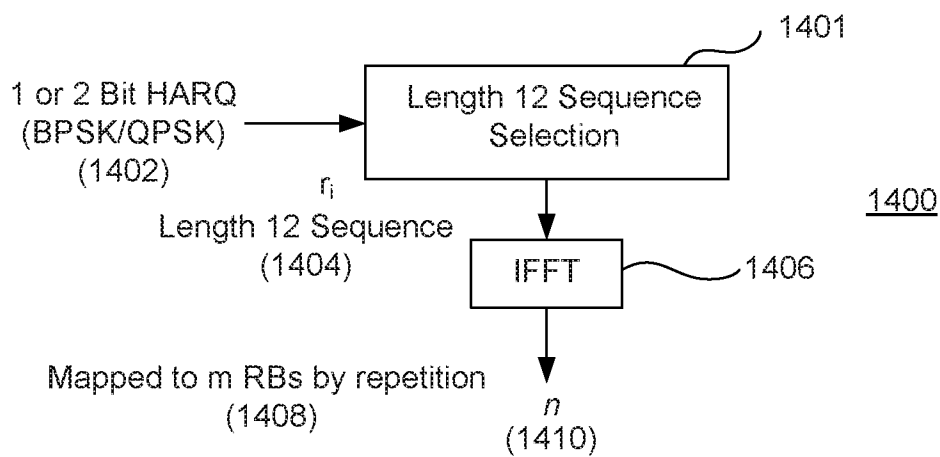 1401
1 or 2 Bit HARQ
(BPSK/QPSK)
(1402)
Length 12 Sequence
Selection
1400
rᵢ
Length 12 Sequence
(1404)
IFFT
1406
Mapped to m RBs by repetition
(1408)
n
(1410)